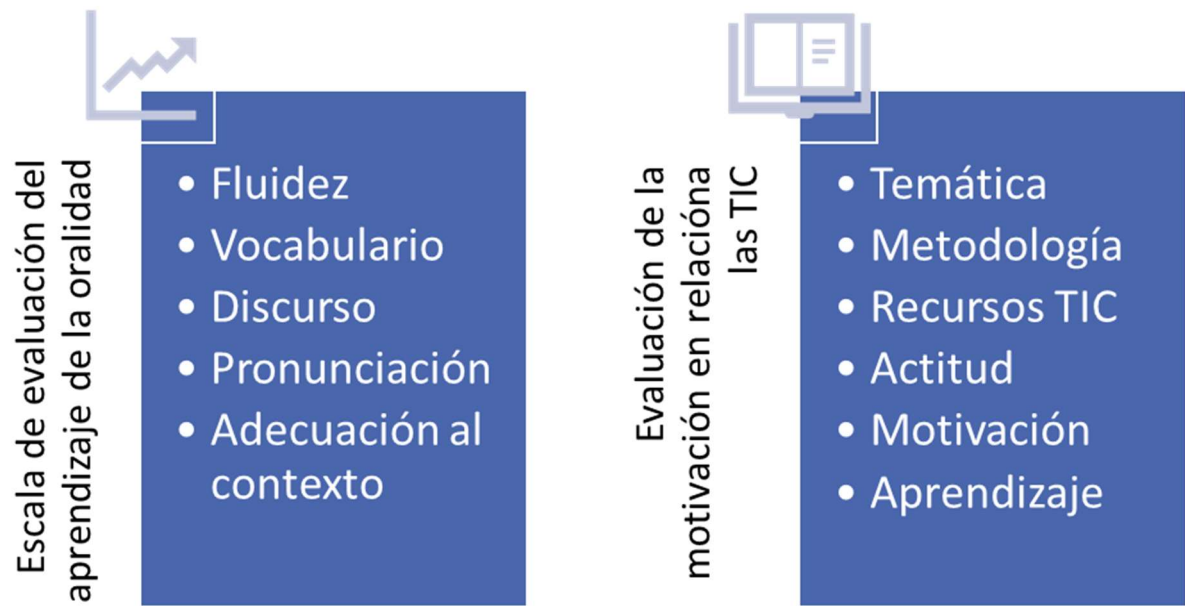 Escala de evaluación del
aprendizaje de la oralidad
• Fluidez
• Vocabulario
• Discurso
• Pronunciación
• Adecuación al
contexto
Evaluación de la
motivación en relacióna
las TIC
• Temática
• Metodología
• Recursos TIC
• Actitud
• Motivación
• Aprendizaje